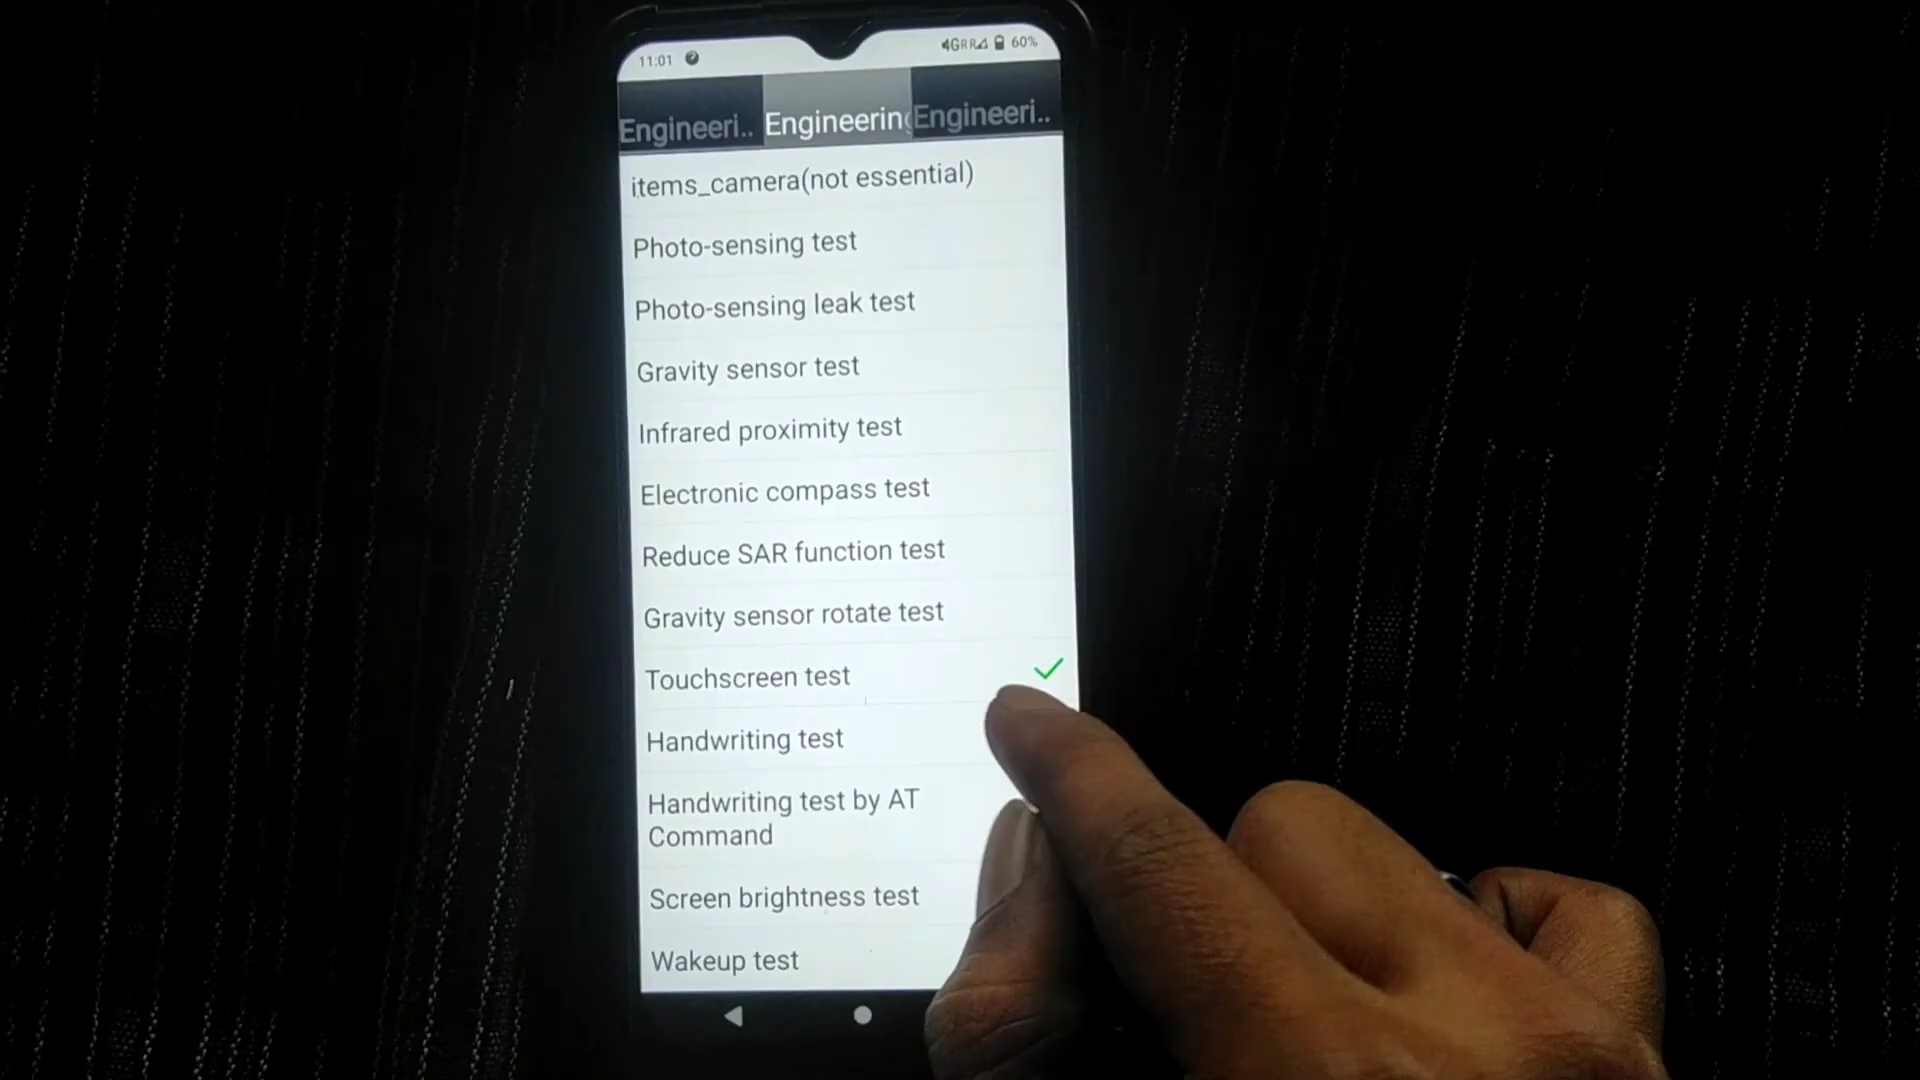 11:01 4GRR 60%
Engineeri.. Engineering Engineeri..
items_camera(not essential)
Photo-sensing test
Photo-sensing leak test
Gravity sensor test
Infrared proximity test
Electronic compass test
Reduce SAR function test
Gravity sensor rotate test
Touchscreen test
Handwriting test
Handwriting test by AT
Command
Screen brightness test
Wakeup test